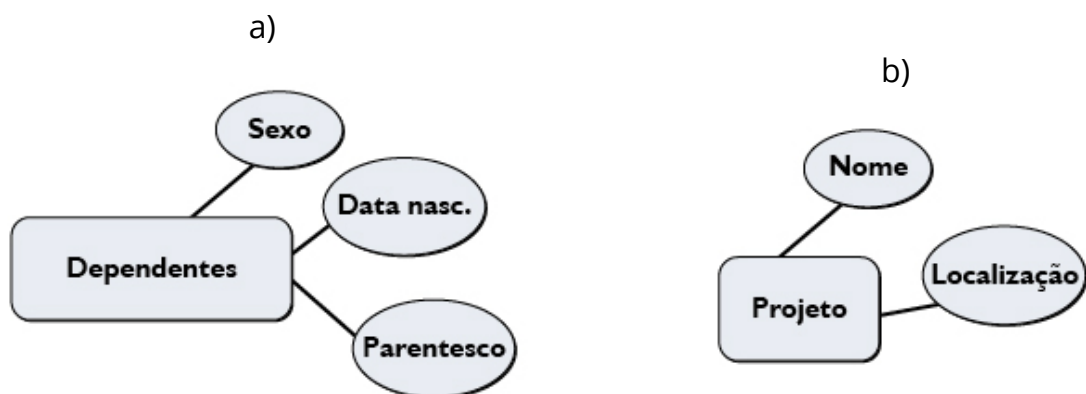 a)
Sexo
Data nasc.
Dependentes
Parentesco
b)
Nome
Localização
Projeto